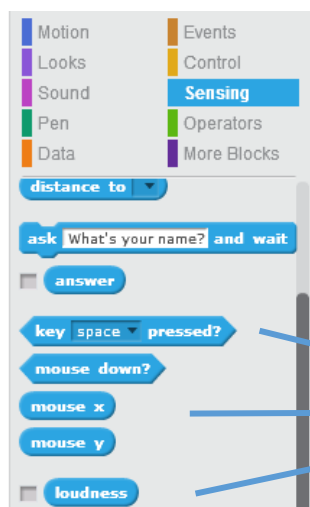 Motion Events
Looks Control
Sound Sensing
Pen Operators
Data More Blocks
distance to
ask What's your name? and wait
answer
key space pressed?
mouse down?
mouse x
mouse y
loudness